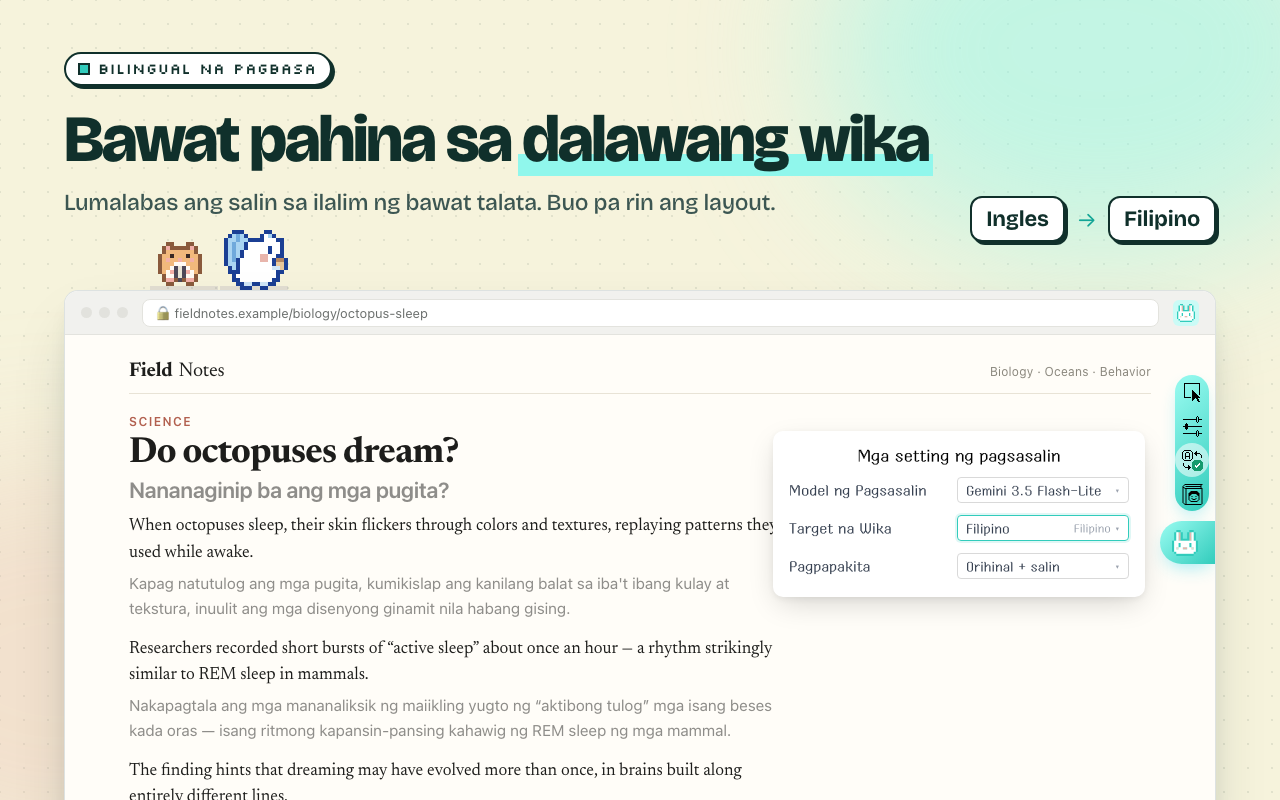 BILINGUAL NA PAGBASA
Bawat pahina sa dalawang wika
Lumalabas ang salin sa ilalim ng bawat talata. Buo pa rin ang layout.
Ingles → Filipino
fieldnotes.example/biology/octopus-sleep
Field Notes
Biology · Oceans · Behavior
SCIENCE
Do octopuses dream?
Nananaginip ba ang mga pugita?
When octopuses sleep, their skin flickers through colors and textures, replaying patterns they
used while awake.
Kapag natutulog ang mga pugita, kumikislap ang kanilang balat sa iba't ibang kulay at
tekstura, inuulit ang mga disenyong ginamit nila habang gising.
Researchers recorded short bursts of “active sleep” about once an hour — a rhythm strikingly
similar to REM sleep in mammals.
Nakapagtala ang mga mananaliksik ng maiikling yugto ng “aktibong tulog” mga isang beses
kada oras — isang ritmong kapansin-pansing kahawig ng REM sleep ng mga mammal.
The finding hints that dreaming may have evolved more than once, in brains built along
entirely different lines.
Mga setting ng pagsasalin
Model ng Pagsasalin Gemini 3.5 Flash-Lite
Target na Wika Filipino Filipino
Pagpapakita Orihinal + salin